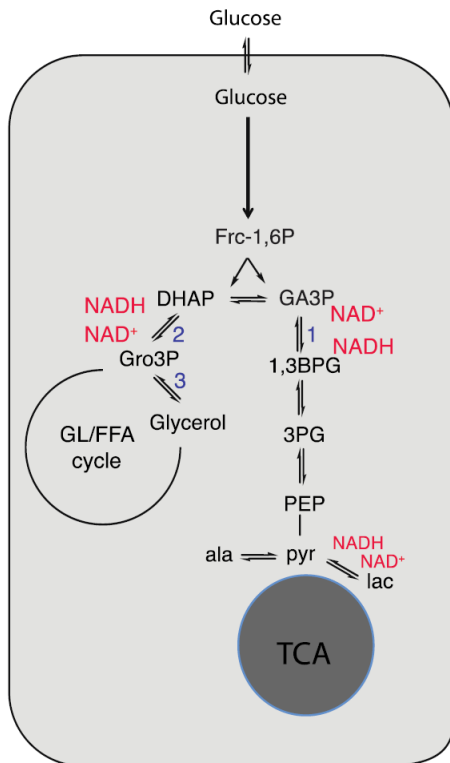 Glucose
Glucose
Frc-1,6P
NADH DHAP GA3P NAD⁺
NAD⁺ 2 1 NADH
Gro3P 1,3BPG
3
GL/FFA Glycerol 3PG
cycle
PEP
ala pyr NADH
NAD⁺
lac
TCA